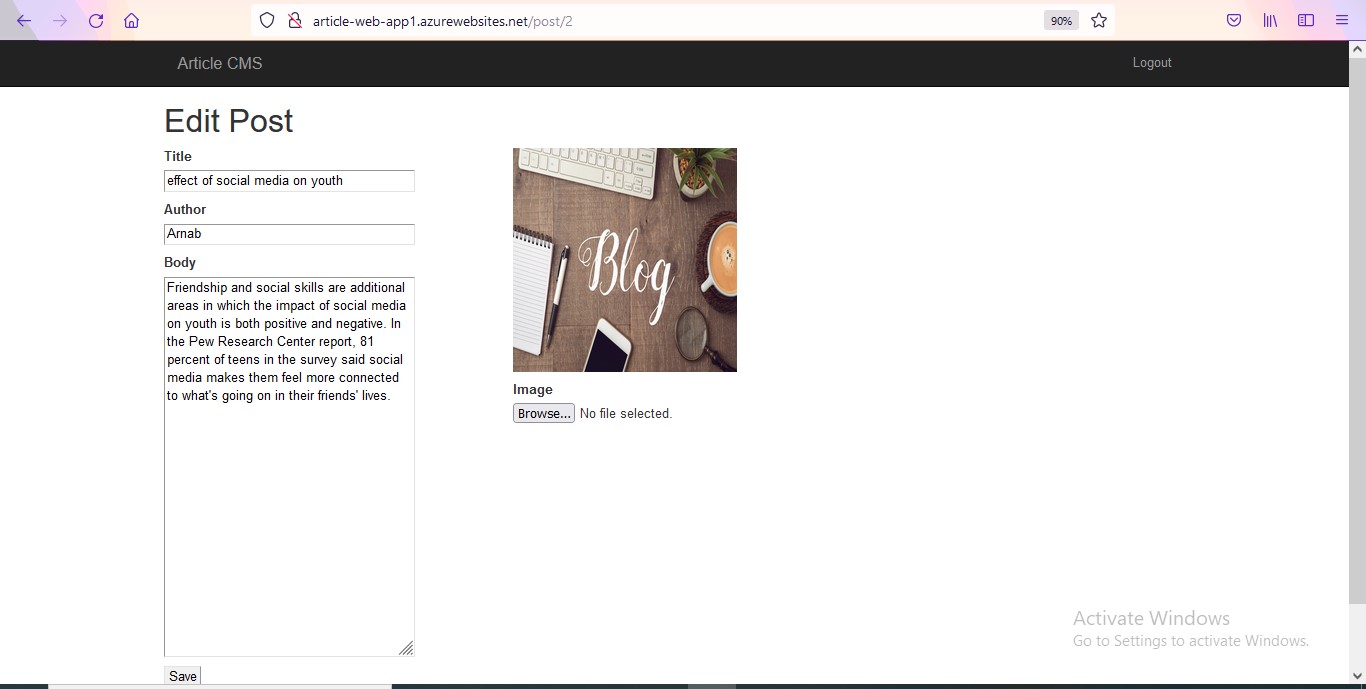 article-web-app1.azurewebsites.net/post/2
90%
Article CMS
Logout
Edit Post
Title
effect of social media on youth
Author
Arnab
Body
Friendship and social skills are additional
areas in which the impact of social media
on youth is both positive and negative. In
the Pew Research Center report, 81
percent of teens in the survey said social
media makes them feel more connected
to what's going on in their friends' lives.
Save
Blog
Image
Browse... No file selected.
Activate Windows
Go to Settings to activate Windows.